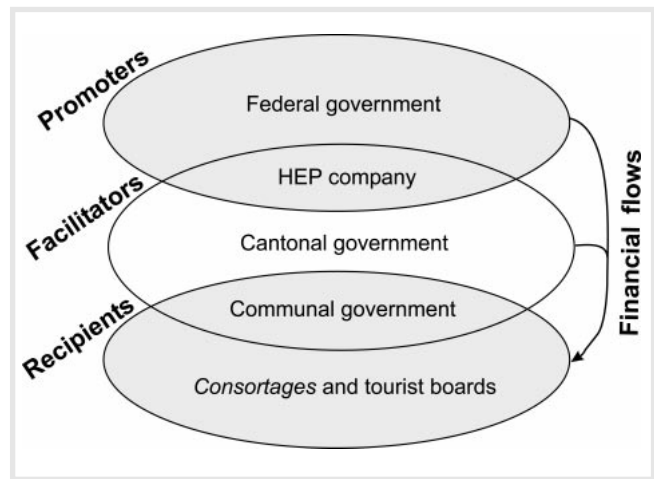 Promoters
Federal government
HEP company
Facilitators
Cantonal government
Communal government
Recipients
Consortages and tourist boards
Financial flows